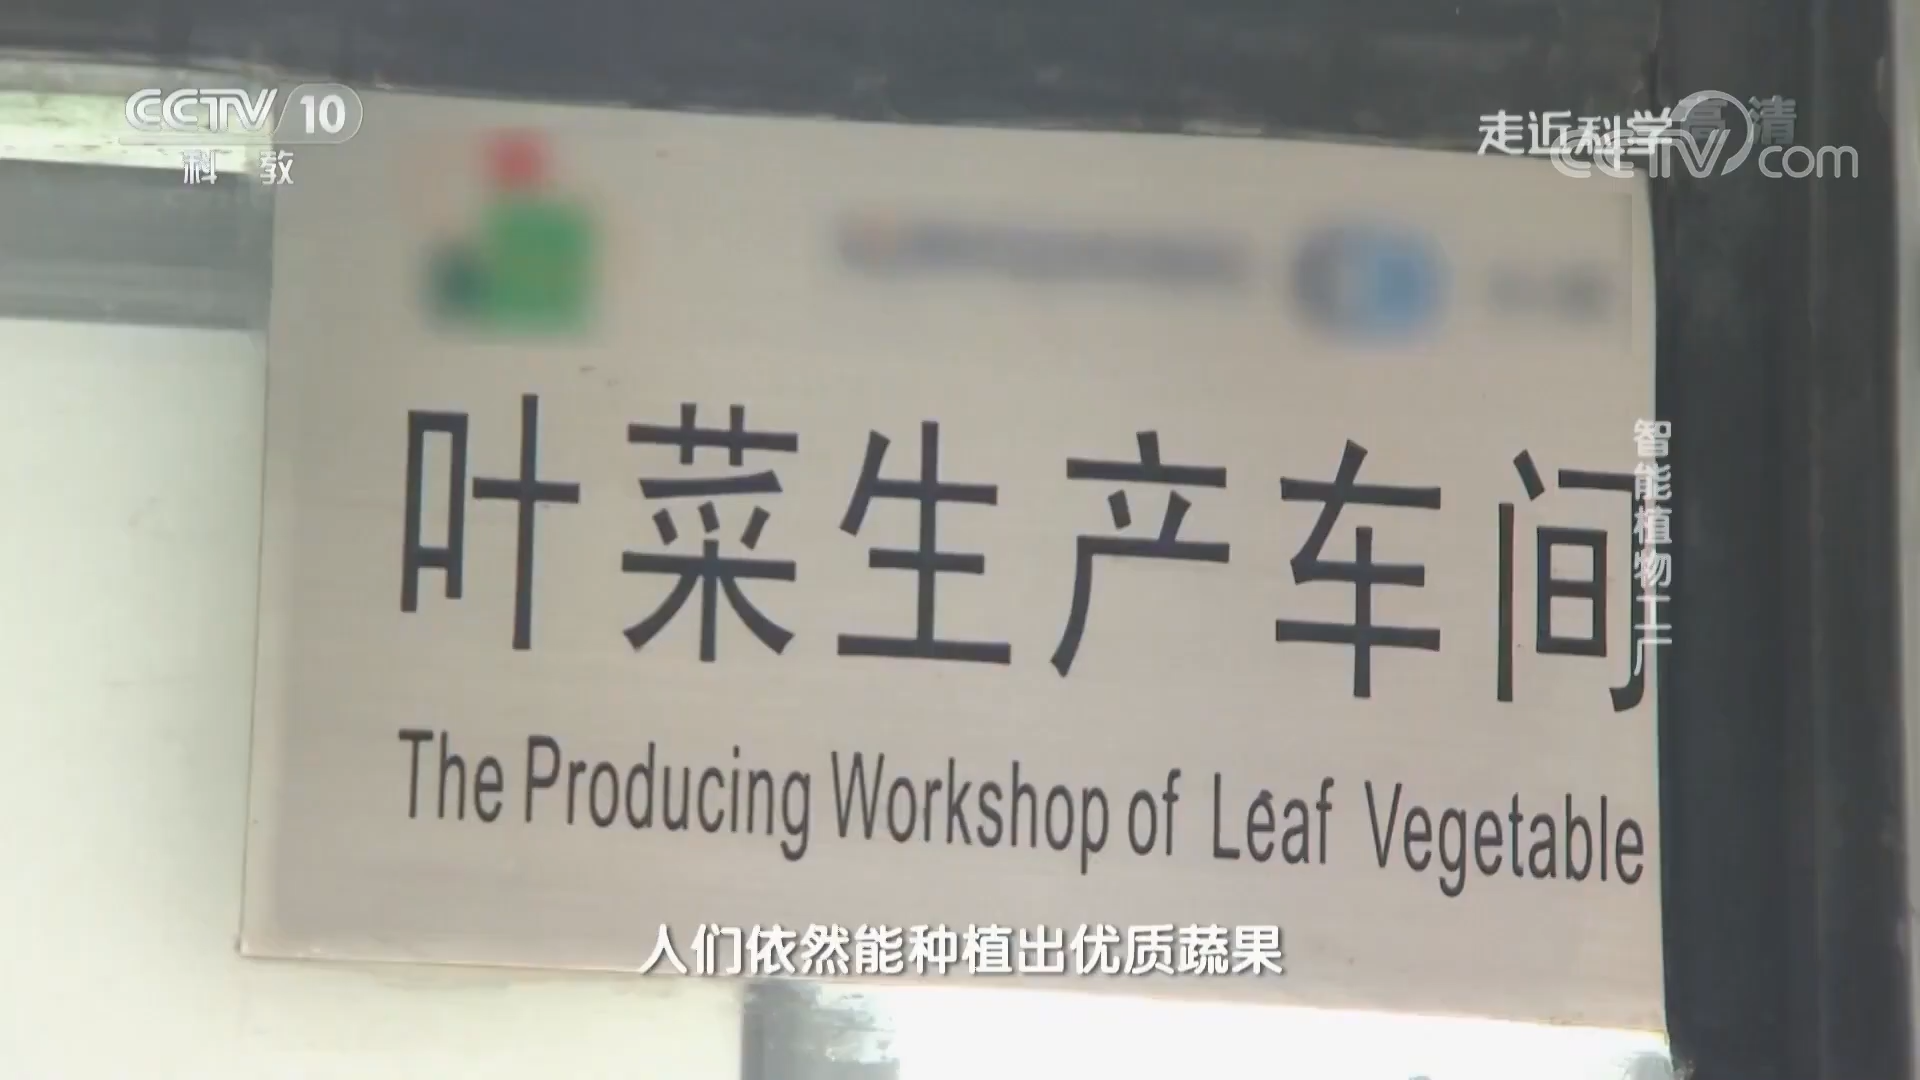 CCTV 10
科教
走近科学
高清
CCTV.com
智能植物工厂
叶菜生产车间
The Producing Workshop of Leaf Vegetable
人们依然能种植出优质蔬果